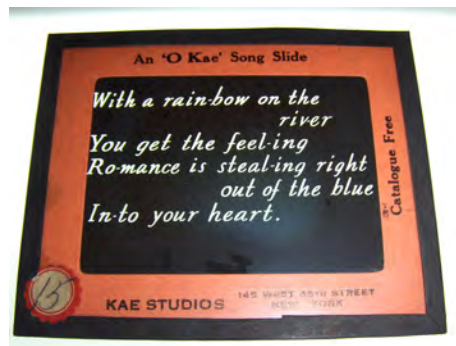 An 'O Kae' Song Slide
With a rain-bow on the
river
You get the feel-ing
Ro-mance is steal-ing right
out of the blue
In-to your heart.
Catalogue Free
15
KAE STUDIOS
145 WEST 45TH STREET
NEW YORK